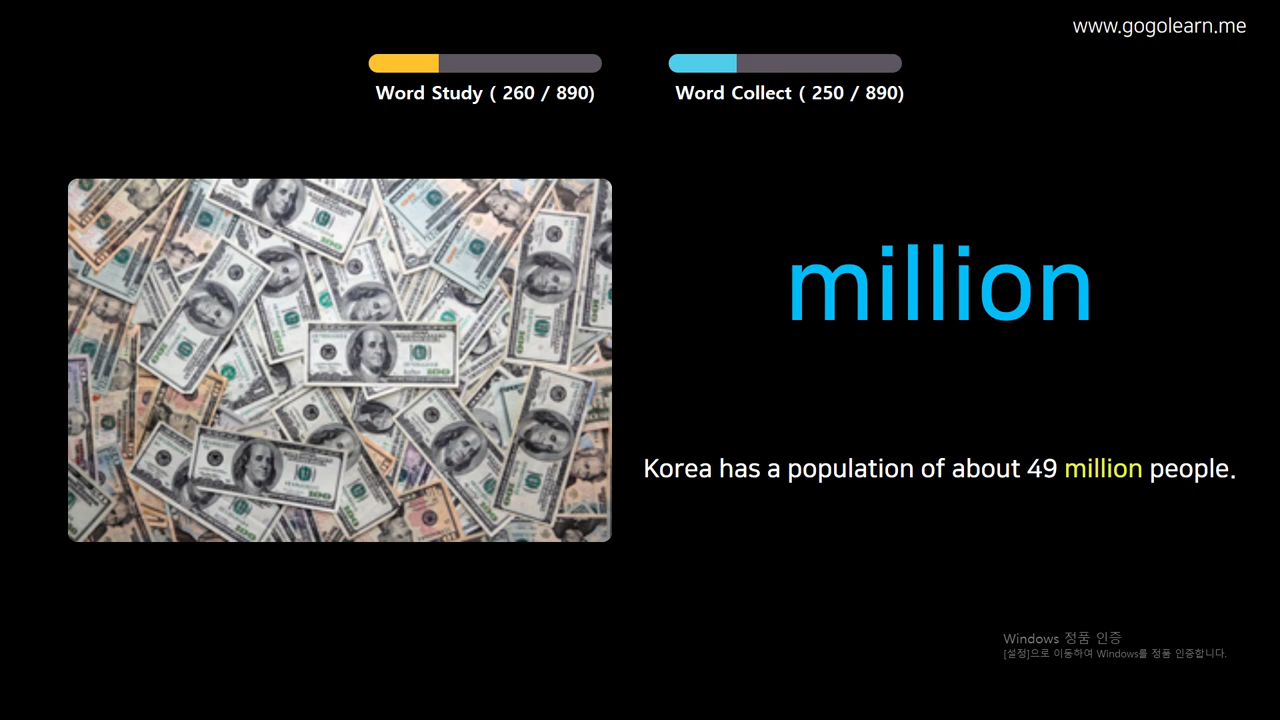 www.gogolearn.me
Word Study ( 260 / 890)
Word Collect ( 250 / 890)
million
Korea has a population of about 49 million people.
Windows 정품 인증
[설정]으로 이동하여 Windows를 정품 인증합니다.